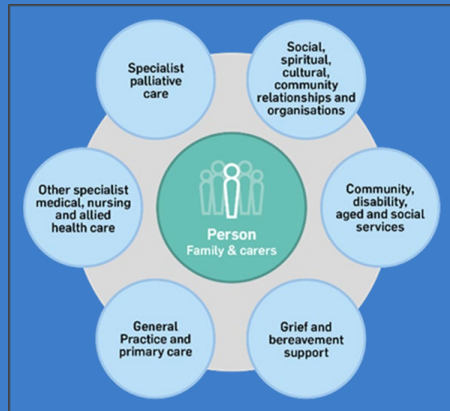 Specialist
palliative
care
Social,
spiritual,
cultural,
community
relationships and
organisations
Other specialist
medical, nursing
and allied
health care
Person
Family & carers
Community,
disability,
aged and social
services
General
Practice and
primary care
Grief and
bereavement
support